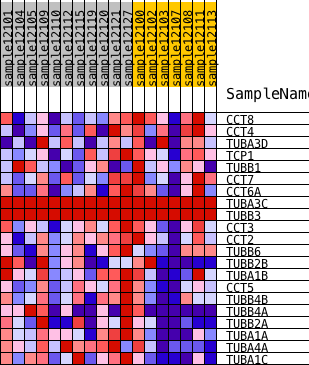 sample12101
sample12104
sample12105
sample12109
sample12110
sample12112
sample12115
sample12119
sample12120
sample12121
sample12127
sample12100
sample12102
sample12103
sample12107
sample12108
sample12111
sample12113
SampleName
CCT8
CCT4
TUBA3D
TCP1
TUBB1
CCT7
CCT6A
TUBA3C
TUBB3
CCT3
CCT2
TUBB6
TUBB2B
TUBA1B
CCT5
TUBB4B
TUBB4A
TUBB2A
TUBA1A
TUBA4A
TUBA1C